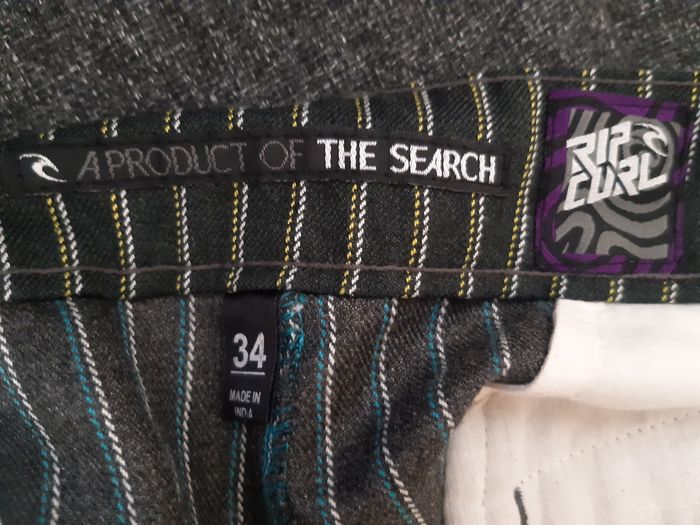 A PRODUCT OF THE SEARCH
RIP
CURL
34
MADE IN
INDIA